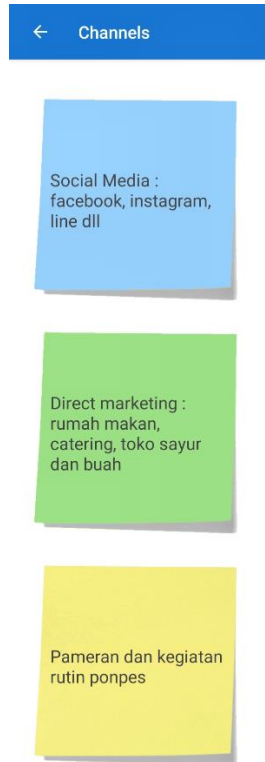 Channels
Social Media :
facebook, instagram,
line dll
Direct marketing :
rumah makan,
catering, toko sayur
dan buah
Pameran dan kegiatan
rutin ponpes